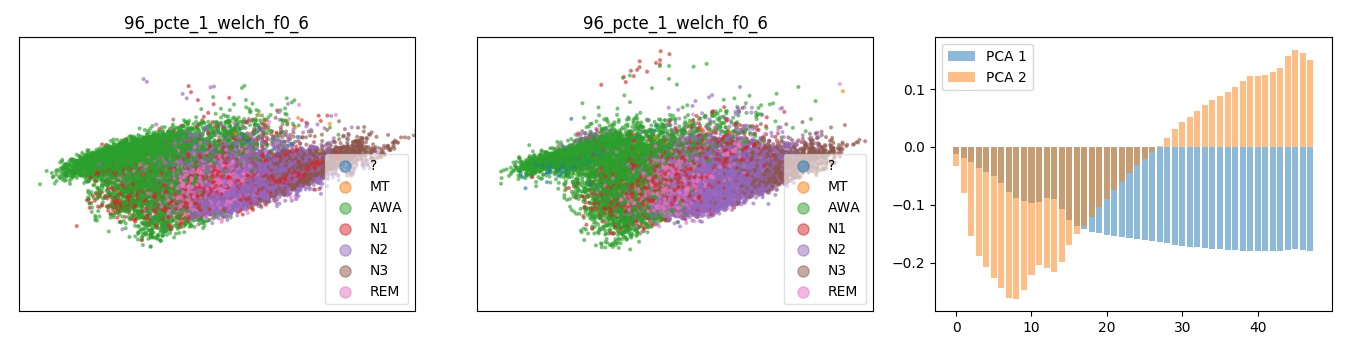 96_pcte_1_welch_f0_6
?
MT
AWA
N1
N2
N3
REM
96_pcte_1_welch_f0_6
?
MT
AWA
N1
N2
N3
REM
PCA 1
PCA 2
0.1
0.0
−0.1
−0.2
0 10 20 30 40